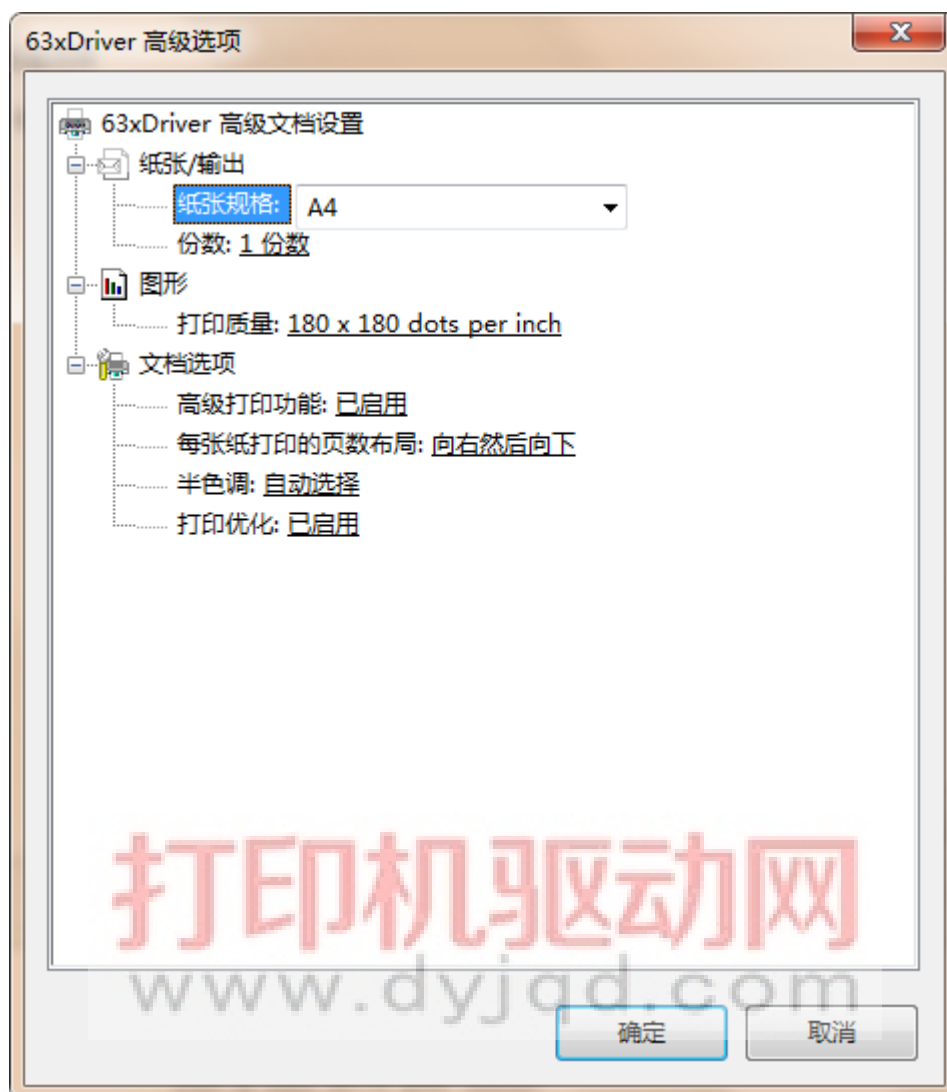 63xDriver 高级选项
63xDriver 高级文档设置
纸张/输出
纸张规格: A4
份数: 1 份数
图形
打印质量: 180 x 180 dots per inch
文档选项
高级打印功能: 已启用
每张纸打印的页数布局: 向右然后向下
半色调: 自动选择
打印优化: 已启用
打印机驱动网
www.dyjqd.com
确定 取消